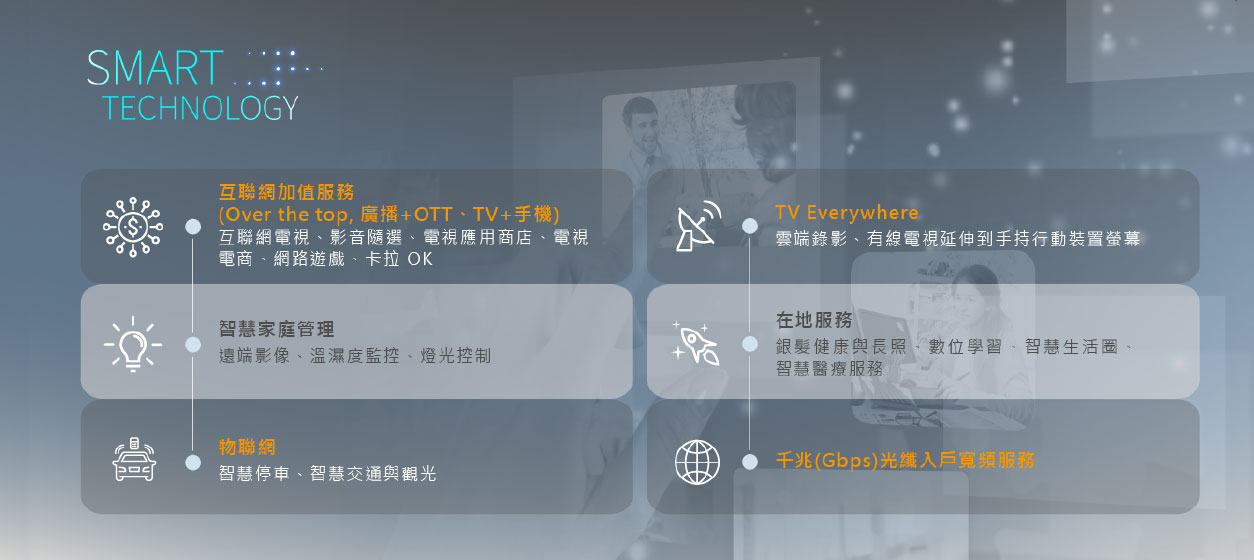 SMART
TECHNOLOGY
互聯網加值服務
(Over the top, 廣播+OTT、TV+手機)
互聯網電視、影音隨選、電視應用商店、電視
電商、網路遊戲、卡拉 OK
智慧家庭管理
遠端影像、溫濕度監控、燈光控制
物聯網
智慧停車、智慧交通與觀光
TV Everywhere
雲端錄影、有線電視延伸到手持行動裝置螢幕
在地服務
銀髮健康與長照、數位學習、智慧生活圈、
智慧醫療服務
千兆(Gbps)光纖入戶寬頻服務